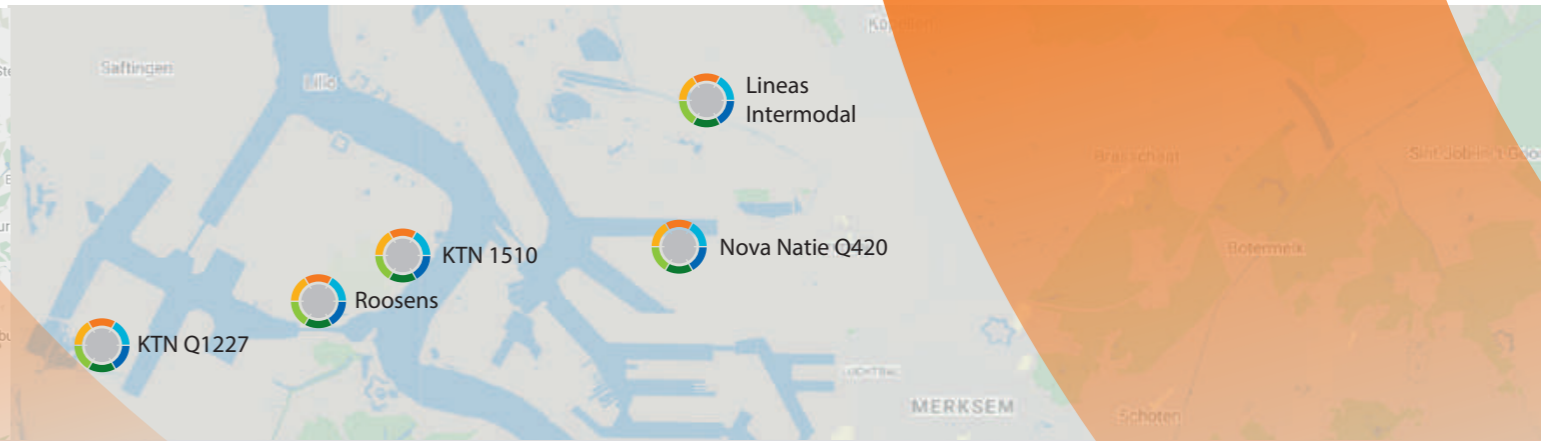 Saftingen
Lillo
Lineas
Intermodal
Brasschaat
KTN 1510
Nova Natie Q420
Botermelk
Roosens
KTN Q1227
MERKSEM
Schoten